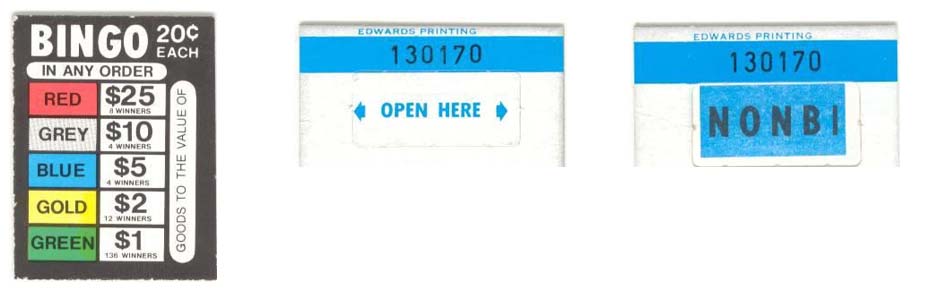 BINGO 20¢ EACH
IN ANY ORDER
RED $25
8 WINNERS
GREY $10
4 WINNERS
BLUE $5
4 WINNERS
GOLD $2
12 WINNERS
GREEN $1
136 WINNERS
GOODS TO THE VALUE OF
EDWARDS PRINTING
130170
OPEN HERE
EDWARDS PRINTING
130170
NONBI